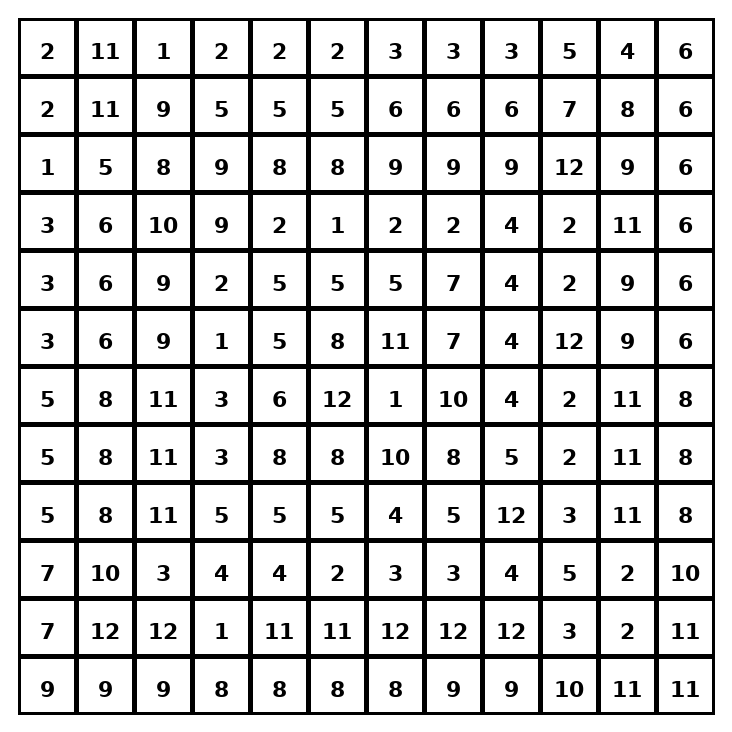 2 11 1 2 2 2 3 3 3 5 4 6
2 11 9 5 5 5 6 6 6 7 8 6
1 5 8 9 8 8 9 9 9 12 9 6
3 6 10 9 2 1 2 2 4 2 11 6
3 6 9 2 5 5 5 7 4 2 9 6
3 6 9 1 5 8 11 7 4 12 9 6
5 8 11 3 6 12 1 10 4 2 11 8
5 8 11 3 8 8 10 8 5 2 11 8
5 8 11 5 5 5 4 5 12 3 11 8
7 10 3 4 4 2 3 3 4 5 2 10
7 12 12 1 11 11 12 12 12 3 2 11
9 9 9 8 8 8 8 9 9 10 11 11